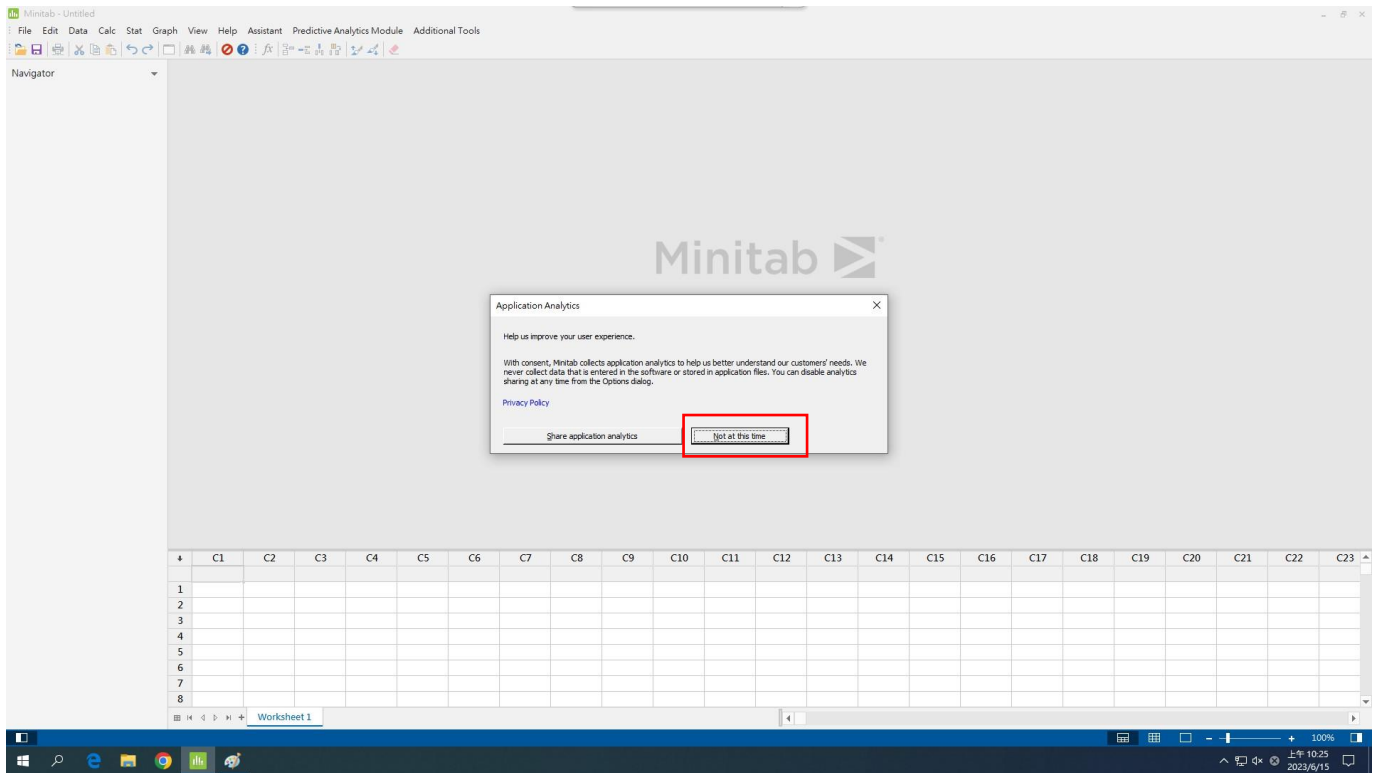 Minitab - Untitled
File Edit Data Calc Stat Graph View Help Assistant Predictive Analytics Module Additional Tools
Navigator
Minitab
Application Analytics
Help us improve your user experience.
With consent, Minitab collects application analytics to help us better understand our customers' needs. We
never collect data that is entered in the software or stored in application files. You can disable analytics
sharing at any time from the Options dialog.
Privacy Policy
Share application analytics Not at this time
C1 C2 C3 C4 C5 C6 C7 C8 C9 C10 C11 C12 C13 C14 C15 C16 C17 C18 C19 C20 C21 C22 C23
1
2
3
4
5
6
7
8
Worksheet 1
100%
上午 10:25
2023/6/15